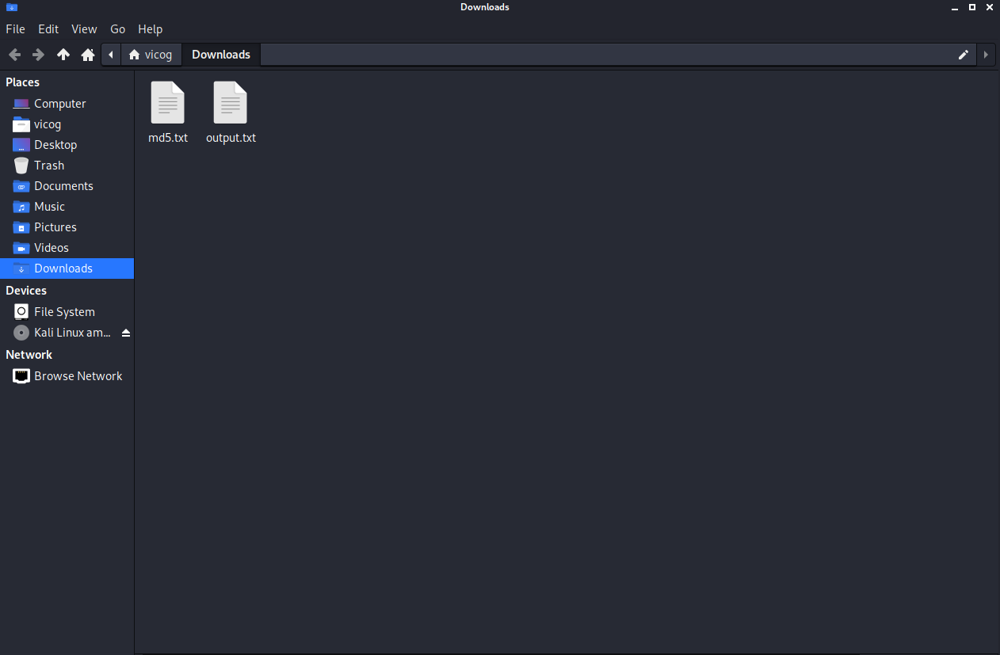 Downloads
File Edit View Go Help
vicog Downloads
Places
Computer
vicog
Desktop
Trash
Documents
Music
Pictures
Videos
Downloads
Devices
File System
Kali Linux am...
Network
Browse Network
md5.txt output.txt